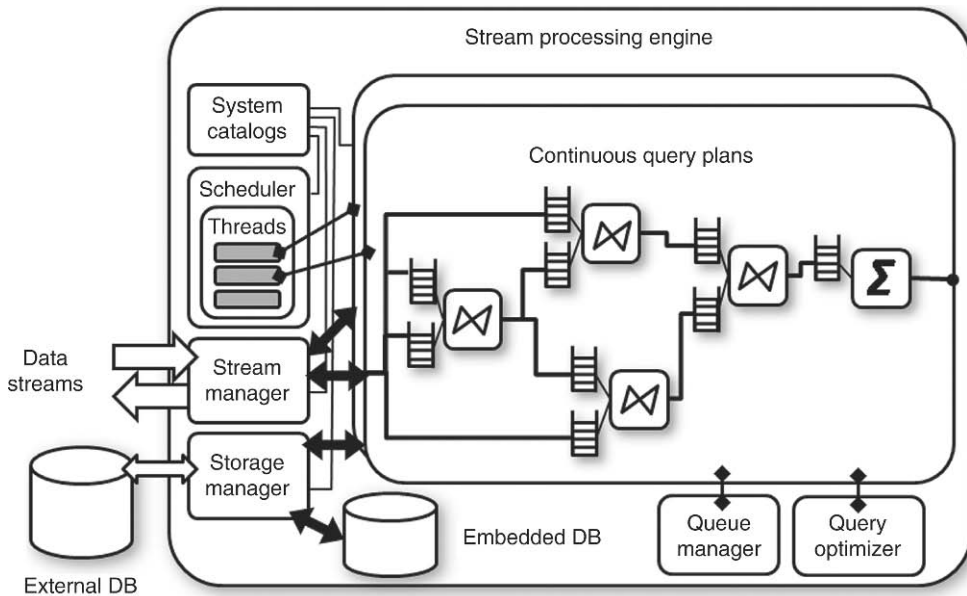 Stream processing engine
System
catalogs
Continuous query plans
Scheduler
Threads
Σ
Data
streams
Stream
manager
Storage
manager
Queue
manager
Query
optimizer
Embedded DB
External DB